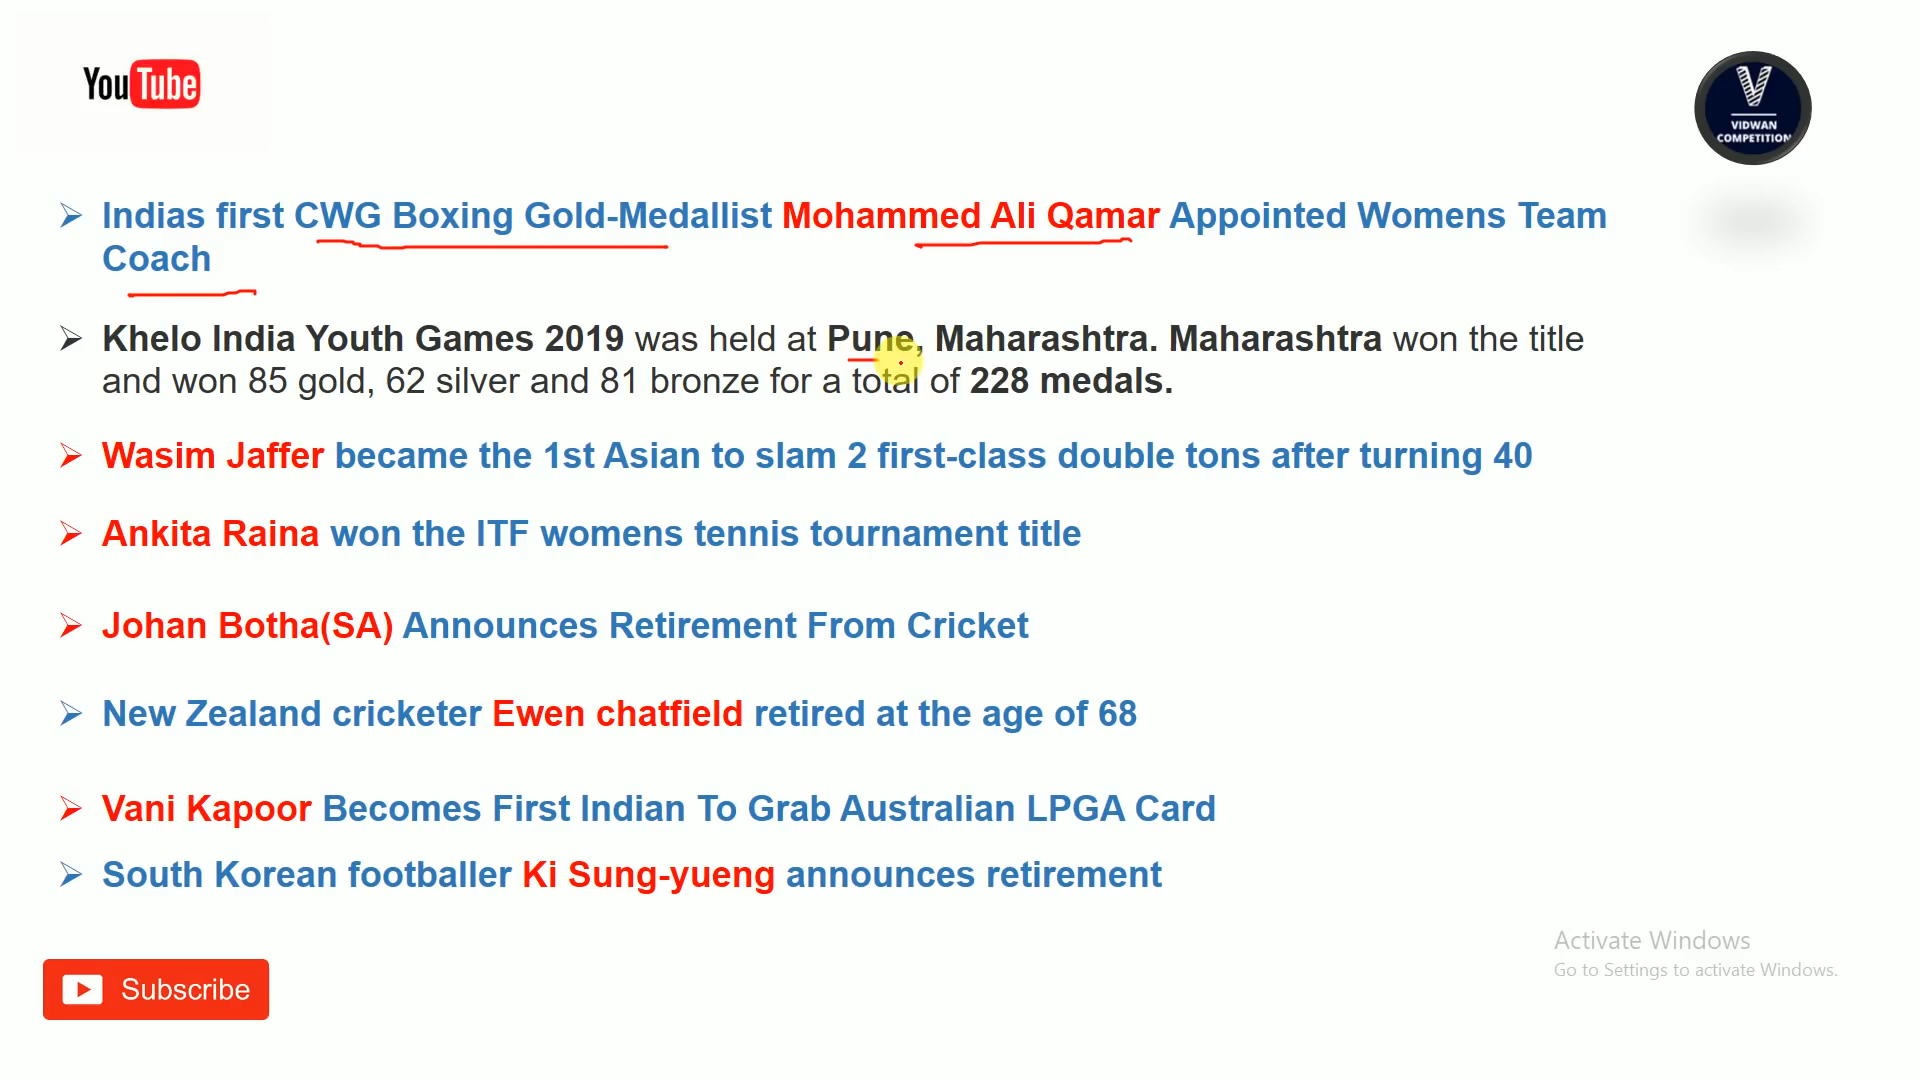 YouTube
VIDWAN
COMPETITION
Indias first CWG Boxing Gold-Medallist Mohammed Ali Qamar Appointed Womens Team
Coach
Khelo India Youth Games 2019 was held at Pune, Maharashtra. Maharashtra won the title
and won 85 gold, 62 silver and 81 bronze for a total of 228 medals.
Wasim Jaffer became the 1st Asian to slam 2 first-class double tons after turning 40
Ankita Raina won the ITF womens tennis tournament title
Johan Botha(SA) Announces Retirement From Cricket
New Zealand cricketer Ewen chatfield retired at the age of 68
Vani Kapoor Becomes First Indian To Grab Australian LPGA Card
South Korean footballer Ki Sung-yueng announces retirement
Activate Windows
Go to Settings to activate Windows.
Subscribe